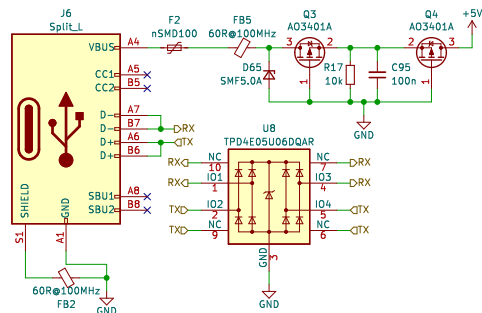 J6
Split_L
VBUS A4
CC1 A5
CC2 B5
D- A7
D- B7
D+ A6
D+ B6
SBU1 A8
SBU2 B8
SHIELD
GND
S1
A1
RX
TX
F2
nSMD100
FB5
60R@100MHz
D65
SMF5.0A
Q3
AO3401A
3 2
1
R17
10k
C95
100n
Q4
AO3401A
2 3
1
+5V
GND
U8
TPD4E05U06DQAR
RX NC 10
RX IO1 1
TX IO2 2
TX NC 9
NC 7 RX
IO3 4 RX
IO4 5 TX
NC 6 TX
GND 3
GND
60R@100MHz
FB2
GND